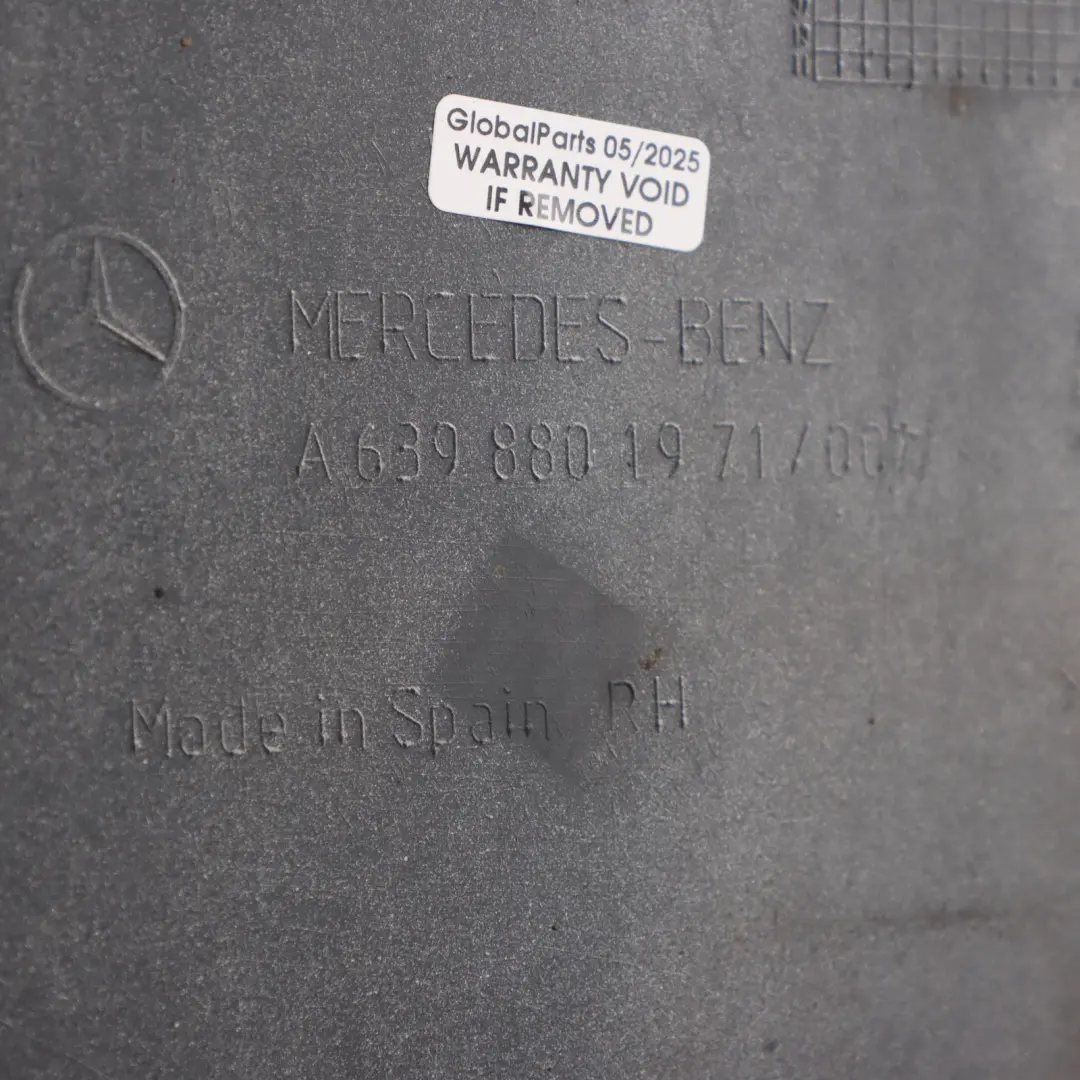 GlobalParts 05/2025
WARRANTY VOID
IF REMOVED
MERCEDES-BENZ
A 639 880 19 71
Made in Spain RH